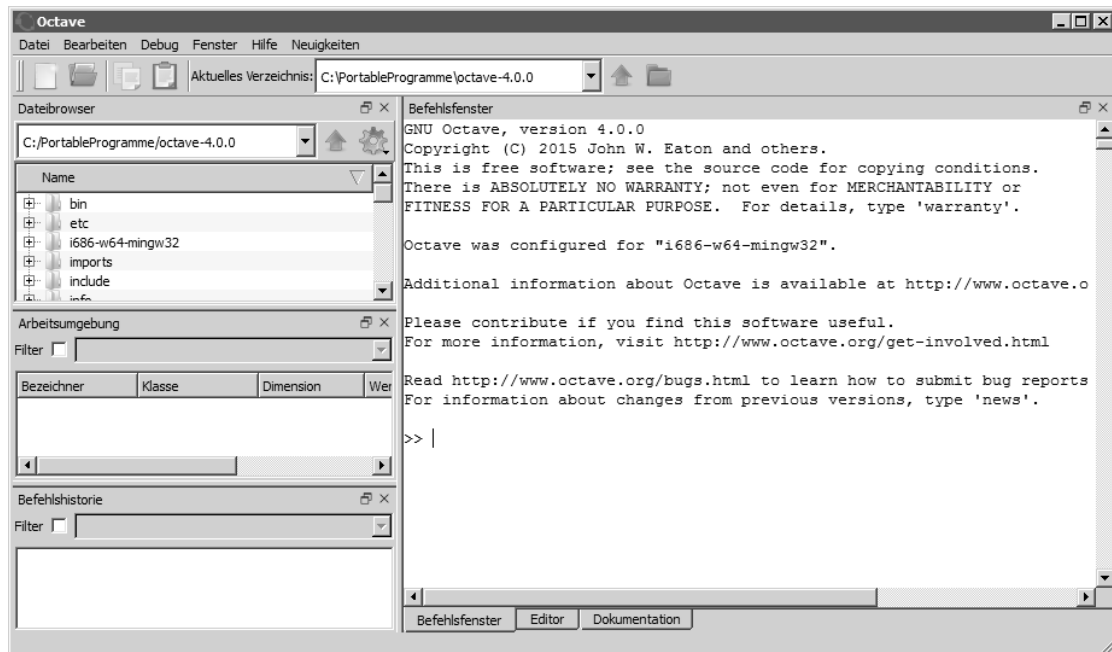 Octave
Datei Bearbeiten Debug Fenster Hilfe Neuigkeiten
Aktuelles Verzeichnis: C:\PortableProgramme\octave-4.0.0
Dateibrowser
C:/PortableProgramme/octave-4.0.0
Name
bin
etc
i686-w64-mingw32
imports
include
info
Arbeitsumgebung
Filter
Bezeichner Klasse Dimension Wer
Befehlshistorie
Filter
Befehlsfenster
GNU Octave, version 4.0.0
Copyright (C) 2015 John W. Eaton and others.
This is free software; see the source code for copying conditions.
There is ABSOLUTELY NO WARRANTY; not even for MERCHANTABILITY or
FITNESS FOR A PARTICULAR PURPOSE.  For details, type 'warranty'.
Octave was configured for "i686-w64-mingw32".
Additional information about Octave is available at http://www.octave.o
Please contribute if you find this software useful.
For more information, visit http://www.octave.org/get-involved.html
Read http://www.octave.org/bugs.html to learn how to submit bug reports
For information about changes from previous versions, type 'news'.
>>
Befehlsfenster Editor Dokumentation